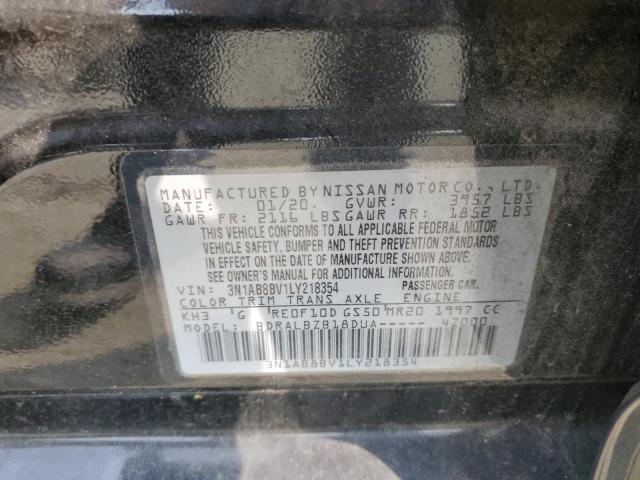 MANUFACTURED BY NISSAN MOTOR CO., LTD.
DATE: 01/20. GVWR: 3957 LBS
GAWR FR: 2116 LBS GAWR RR: 1852 LBS
THIS VEHICLE CONFORMS TO ALL APPLICABLE FEDERAL MOTOR
VEHICLE SAFETY, BUMPER AND THEFT PREVENTION STANDARDS
IN EFFECT ON THE DATE OF MANUFACTURE SHOWN ABOVE.
SEE OWNER'S MANUAL FOR ADDITIONAL INFORMATION.
VIN: 3N1AB8BV1LY218354 PASSENGER CAR.
COLOR TRIM TRANS AXLE ENGINE
KH3 G RE0F10D GS50 MR20 1997 CC
MODEL: BDRALBZB18DUA----- 4Z000
3N1AB8BV1LY218354